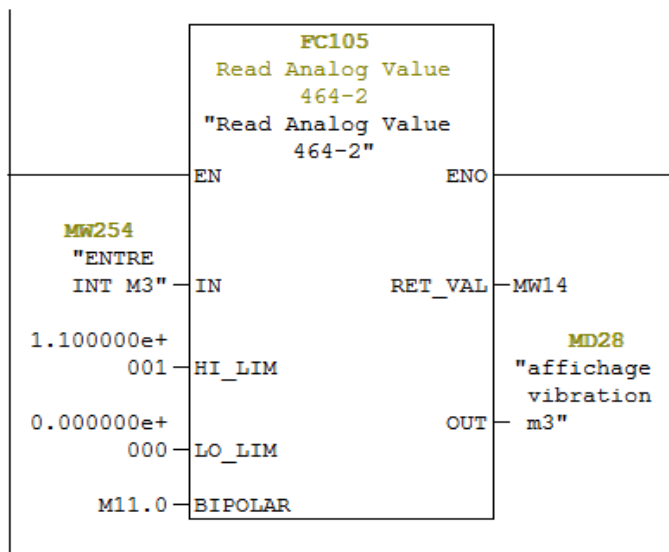 FC105
Read Analog Value
464-2
"Read Analog Value
464-2"
EN ENO
MW254
"ENTRE
INT M3" IN RET_VAL MW14
1.100000e+
001 HI_LIM
MD28
"affichage
vibration
m3"
OUT
0.000000e+
000 LO_LIM
M11.0 BIPOLAR